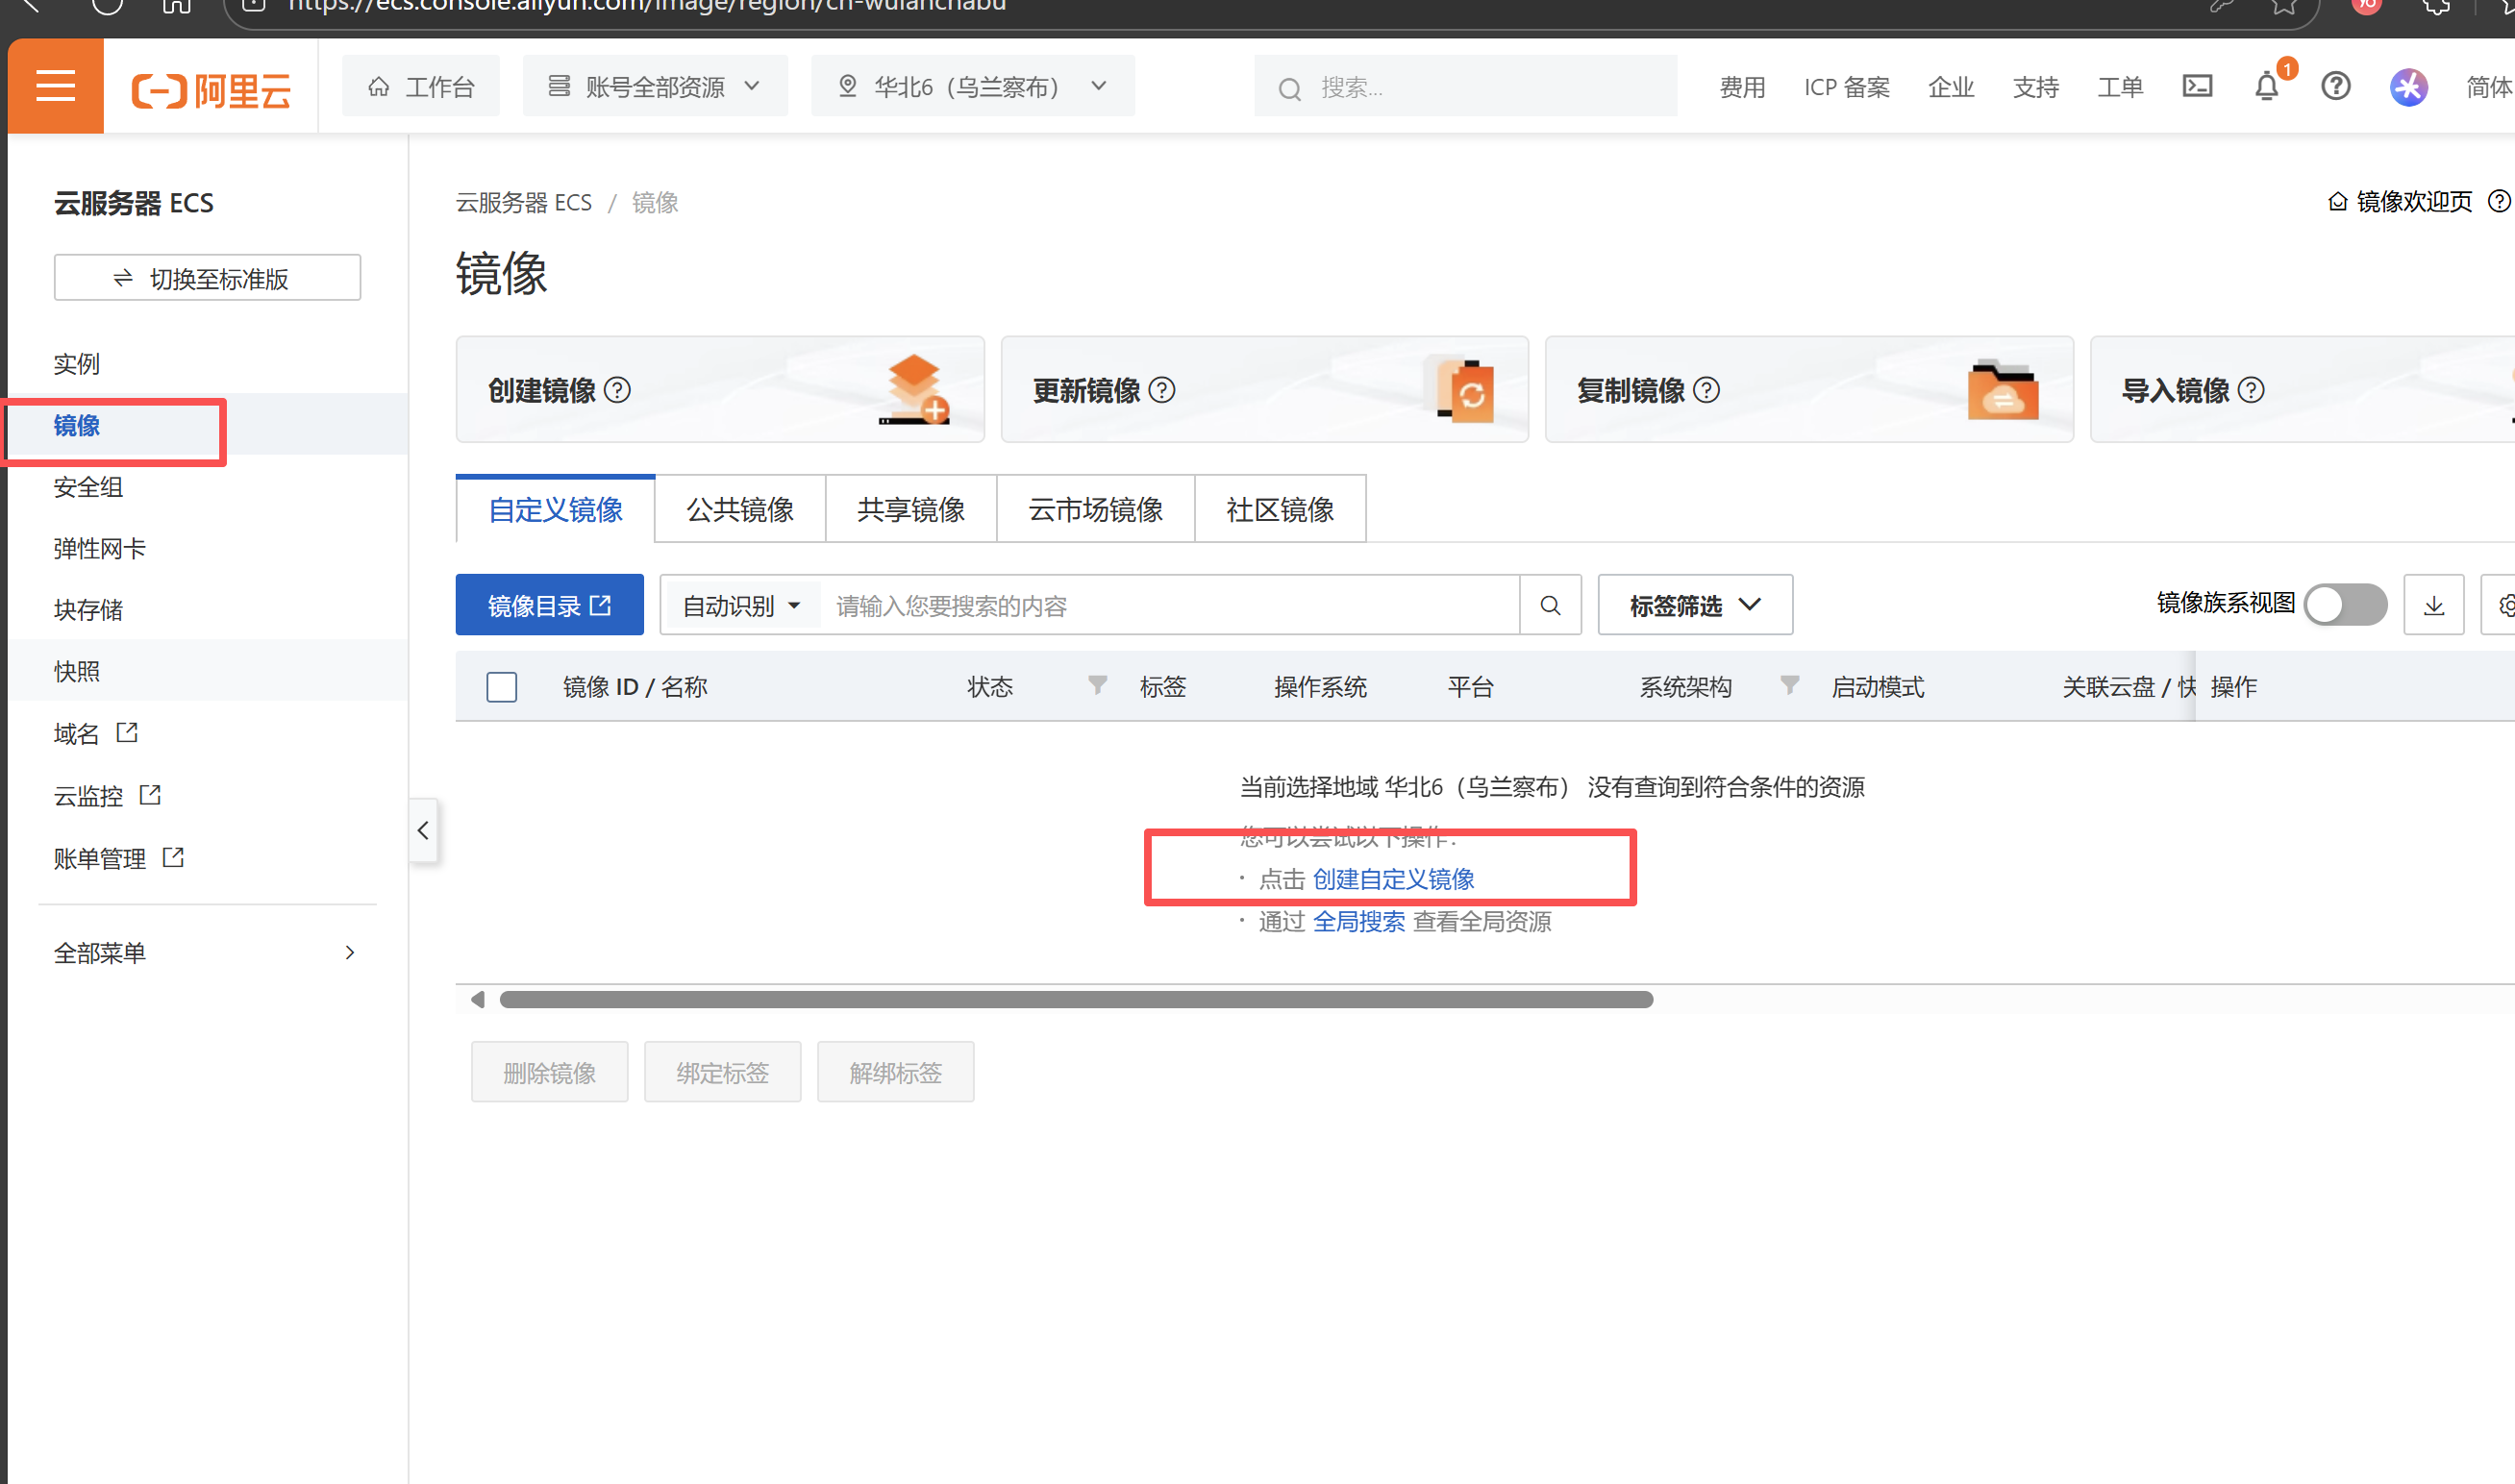 https://ecs.console.aliyun.com/image/region/cn-wulanchabu
阿里云
工作台
账号全部资源
华北6（乌兰察布）
搜索...
费用
ICP 备案
企业
支持
工单
1
简体
云服务器 ECS
切换至标准版
实例
镜像
安全组
弹性网卡
块存储
快照
域名
云监控
账单管理
全部菜单
云服务器 ECS / 镜像
镜像欢迎页
镜像
创建镜像
更新镜像
复制镜像
导入镜像
自定义镜像
公共镜像
共享镜像
云市场镜像
社区镜像
镜像目录
自动识别
请输入您要搜索的内容
标签筛选
镜像族系视图
镜像 ID / 名称
状态
标签
操作系统
平台
系统架构
启动模式
关联云盘 / 快
操作
当前选择地域 华北6（乌兰察布） 没有查询到符合条件的资源
您可以尝试以下操作：
· 点击 创建自定义镜像
· 通过 全局搜索 查看全局资源
删除镜像
绑定标签
解绑标签